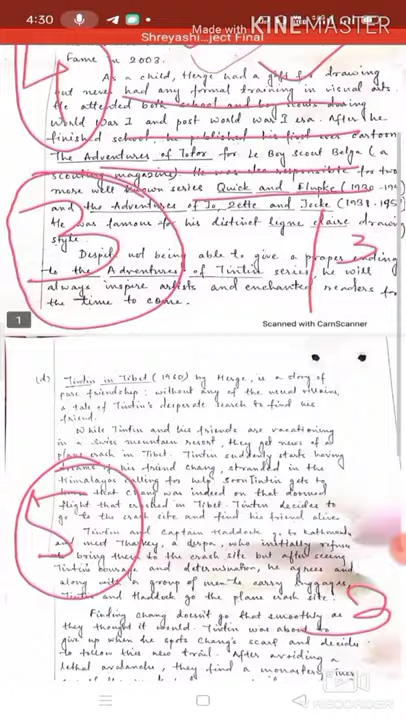 4:30
Made with KINEMASTER
Shreyashi...ject Final
4
Fame in 2003.
As a child, Herge had a gift for drawing
but never had any formal training in visual arts.
He attended both school and boy scouts during
World War I and post World War I era. After he
finished school, he published his first ever cartoon
The Adventures of Totor for Le Boy Scout Belga (a
scouting magazine). He was also responsible for two
more well known series Quick and Flupke (1930-
and the Adventures of Jo, Zette and Jocko
He was famous for his distinct ligne claire drawing
style.
3
Despit not being able to give a proper ending
to the Adventures of Tintin series, he will
always inspire artists and enchanted readers for
the time to come.
1
Scanned with CamScanner
(d) Tintin in Tibet (1960) by Herge, is a story of
pure friendship: without any of the usual villains,
a tale of Tintin's desperate search to find his
friend.
While Tintin and his friends are vacationing
in a Swiss mountain resort, they get news of a
plane crash in Tibet. Tintin suddenly starts having
dreams of his friend Chang, stranded in the
Himalayas calling for help. Soon Tintin gets to
know that Chang was indeed on that doomed
flight that crashed in Tibet. Tintin decides to
go to the crash site and find his friend alive.
5
Tintin and Captain Haddock go to Kathmandu
and meet Tharkey, a sherpa, who initially refuses
to bring them to the crash site but after seeing
Tintin's courage and determination, he agrees and
along with a group of men to carry luggages,
Tintin and Haddock go the plane crash site.
2
Finding Chang doesn't go that smoothly as
they thought it would. Tintin was about to
give up when he spots Chang's scarf and decides
to follow this new trail. After avoiding a
lethal avalanche, they find a monastery,